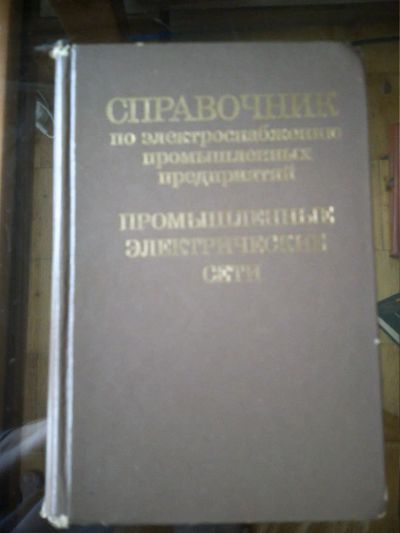 СПРАВОЧНИК
по электроснабжению
промышленных
предприятий
ПРОМЫШЛЕННЫЕ
ЭЛЕКТРИЧЕСКИЕ
СЕТИ